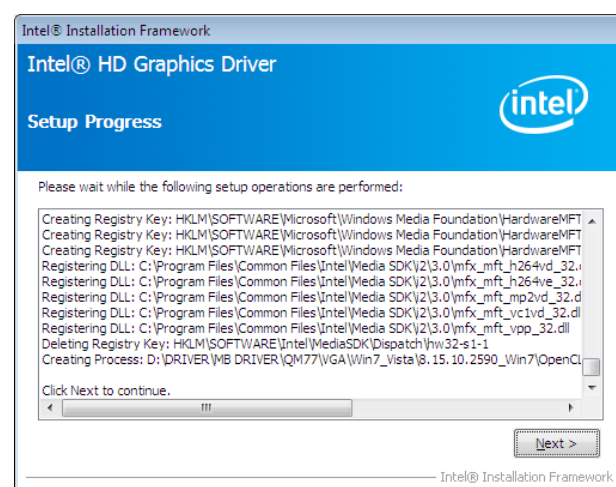 Intel® Installation Framework
Intel® HD Graphics Driver
intel®
Setup Progress
Please wait while the following setup operations are performed:
Creating Registry Key: HKLM\SOFTWARE\Microsoft\Windows Media Foundation\HardwareMFT
Creating Registry Key: HKLM\SOFTWARE\Microsoft\Windows Media Foundation\HardwareMFT
Creating Registry Key: HKLM\SOFTWARE\Microsoft\Windows Media Foundation\HardwareMFT
Registering DLL: C:\Program Files\Common Files\Intel\Media SDK\i2\3.0\mfx_mft_h264vd_32.
Registering DLL: C:\Program Files\Common Files\Intel\Media SDK\i2\3.0\mfx_mft_h264ve_32.
Registering DLL: C:\Program Files\Common Files\Intel\Media SDK\i2\3.0\mfx_mft_mp2vd_32.d
Registering DLL: C:\Program Files\Common Files\Intel\Media SDK\i2\3.0\mfx_mft_vc1vd_32.dl
Registering DLL: C:\Program Files\Common Files\Intel\Media SDK\i2\3.0\mfx_mft_vpp_32.dll
Deleting Registry Key: HKLM\SOFTWARE\Intel\MediaSDK\Dispatch\hw32-s1-1
Creating Process: D:\DRIVER\MB DRIVER\QM77\VGA\Win7_Vista\8.15.10.2590_Win7\OpenCL
Click Next to continue.
Next >
Intel® Installation Framework